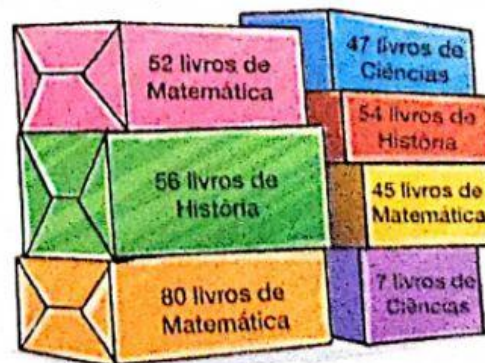 52 livros de
Matemática
56 livros de
História
80 livros de
Matemática
47 livros de
Ciências
54 livros de
História
45 livros de
Matemática
7 livros de
Ciências